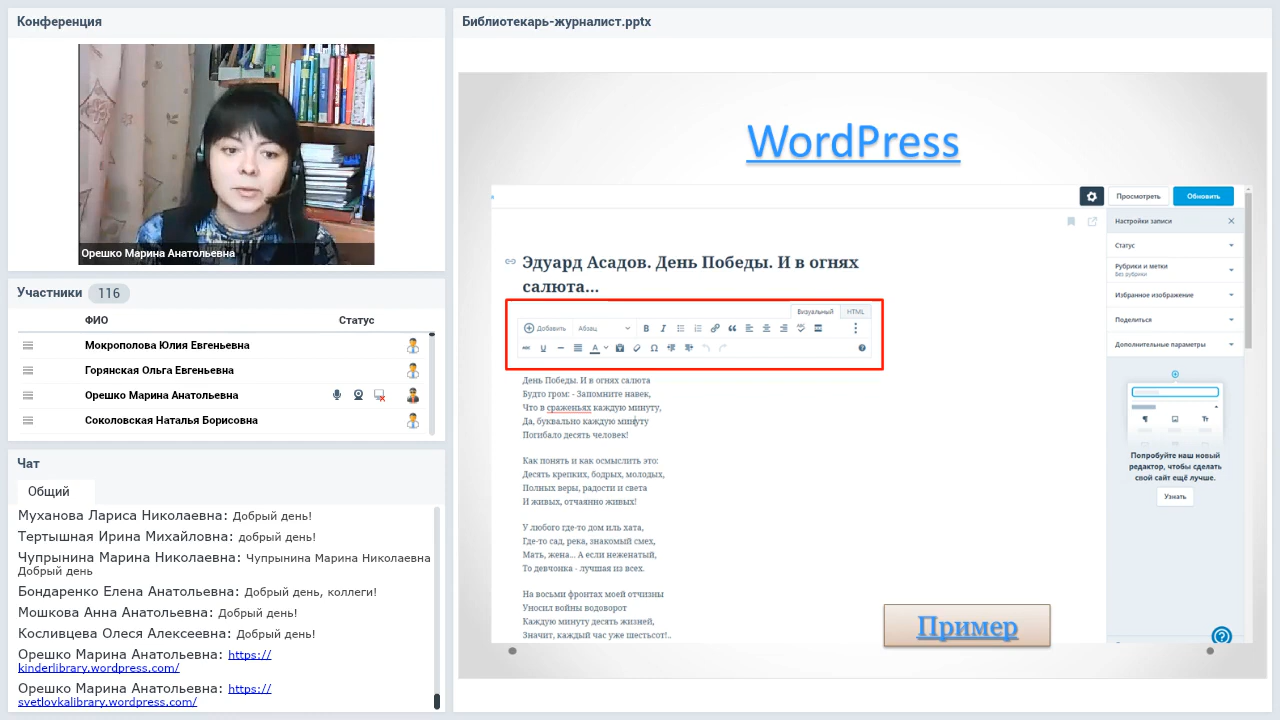 Конференция
Орешко Марина Анатольевна
Участники 116
ФИО Статус
Мокрополова Юлия Евгеньевна
Горянская Ольга Евгеньевна
Орешко Марина Анатольевна
Соколовская Наталья Борисовна
Чат
Общий
Муханова Лариса Николаевна: Добрый день!
Тертышная Ирина Михайловна: добрый день!
Чупрынина Марина Николаевна: Чупрынина Марина Николаевна
Добрый день
Бондаренко Елена Анатольевна: Добрый день, коллеги!
Мошкова Анна Анатольевна: Добрый день!
Косливцева Олеся Алексеевна: Добрый день!
Орешко Марина Анатольевна: https://
kinderlibrary.wordpress.com/
Орешко Марина Анатольевна: https://
svetlovkalibrary.wordpress.com/
Библиотекарь-журналист.pptx
WordPress
Просмотреть Обновить
Эдуард Асадов. День Победы. И в огнях
салюта...
Визуальный HTML
Добавить Абзац
День Победы. И в огнях салюта
Будто гром: - Запомните навек,
Что в сраженьях каждую минуту,
Да, буквально каждую минуту
Погибало десять человек!
Как понять и как осмыслить это:
Десять крепких, бодрых, молодых,
Полных веры, радости и света
И живых, отчаянно живых!
У любого где-то дом иль хата,
Где-то сад, река, знакомый смех,
Мать, жена... А если неженатый,
То девчонка - лучшая из всех.
На восьми фронтах моей отчизны
Уносил войны водоворот
Каждую минуту десять жизней,
Значит, каждый час уже шестьсот!..
Настройки записи
Статус
Рубрики и метки
Без рубрики
Избранное изображение
Поделиться
Дополнительные параметры
Попробуйте наш новый
редактор, чтобы сделать
свой сайт ещё лучше.
Узнать
Пример